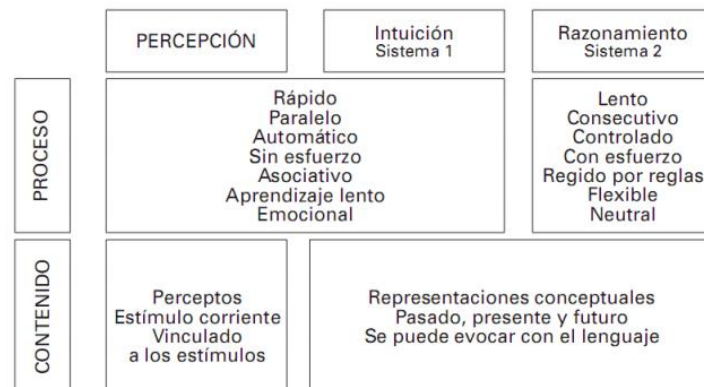 PERCEPCIÓN
Intuición
Sistema 1
Razonamiento
Sistema 2
PROCESO
Rápido
Paralelo
Automático
Sin esfuerzo
Asociativo
Aprendizaje lento
Emocional
Lento
Consecutivo
Controlado
Con esfuerzo
Regido por reglas
Flexible
Neutral
CONTENIDO
Perceptos
Estímulo corriente
Vinculado
a los estímulos
Representaciones conceptuales
Pasado, presente y futuro
Se puede evocar con el lenguaje